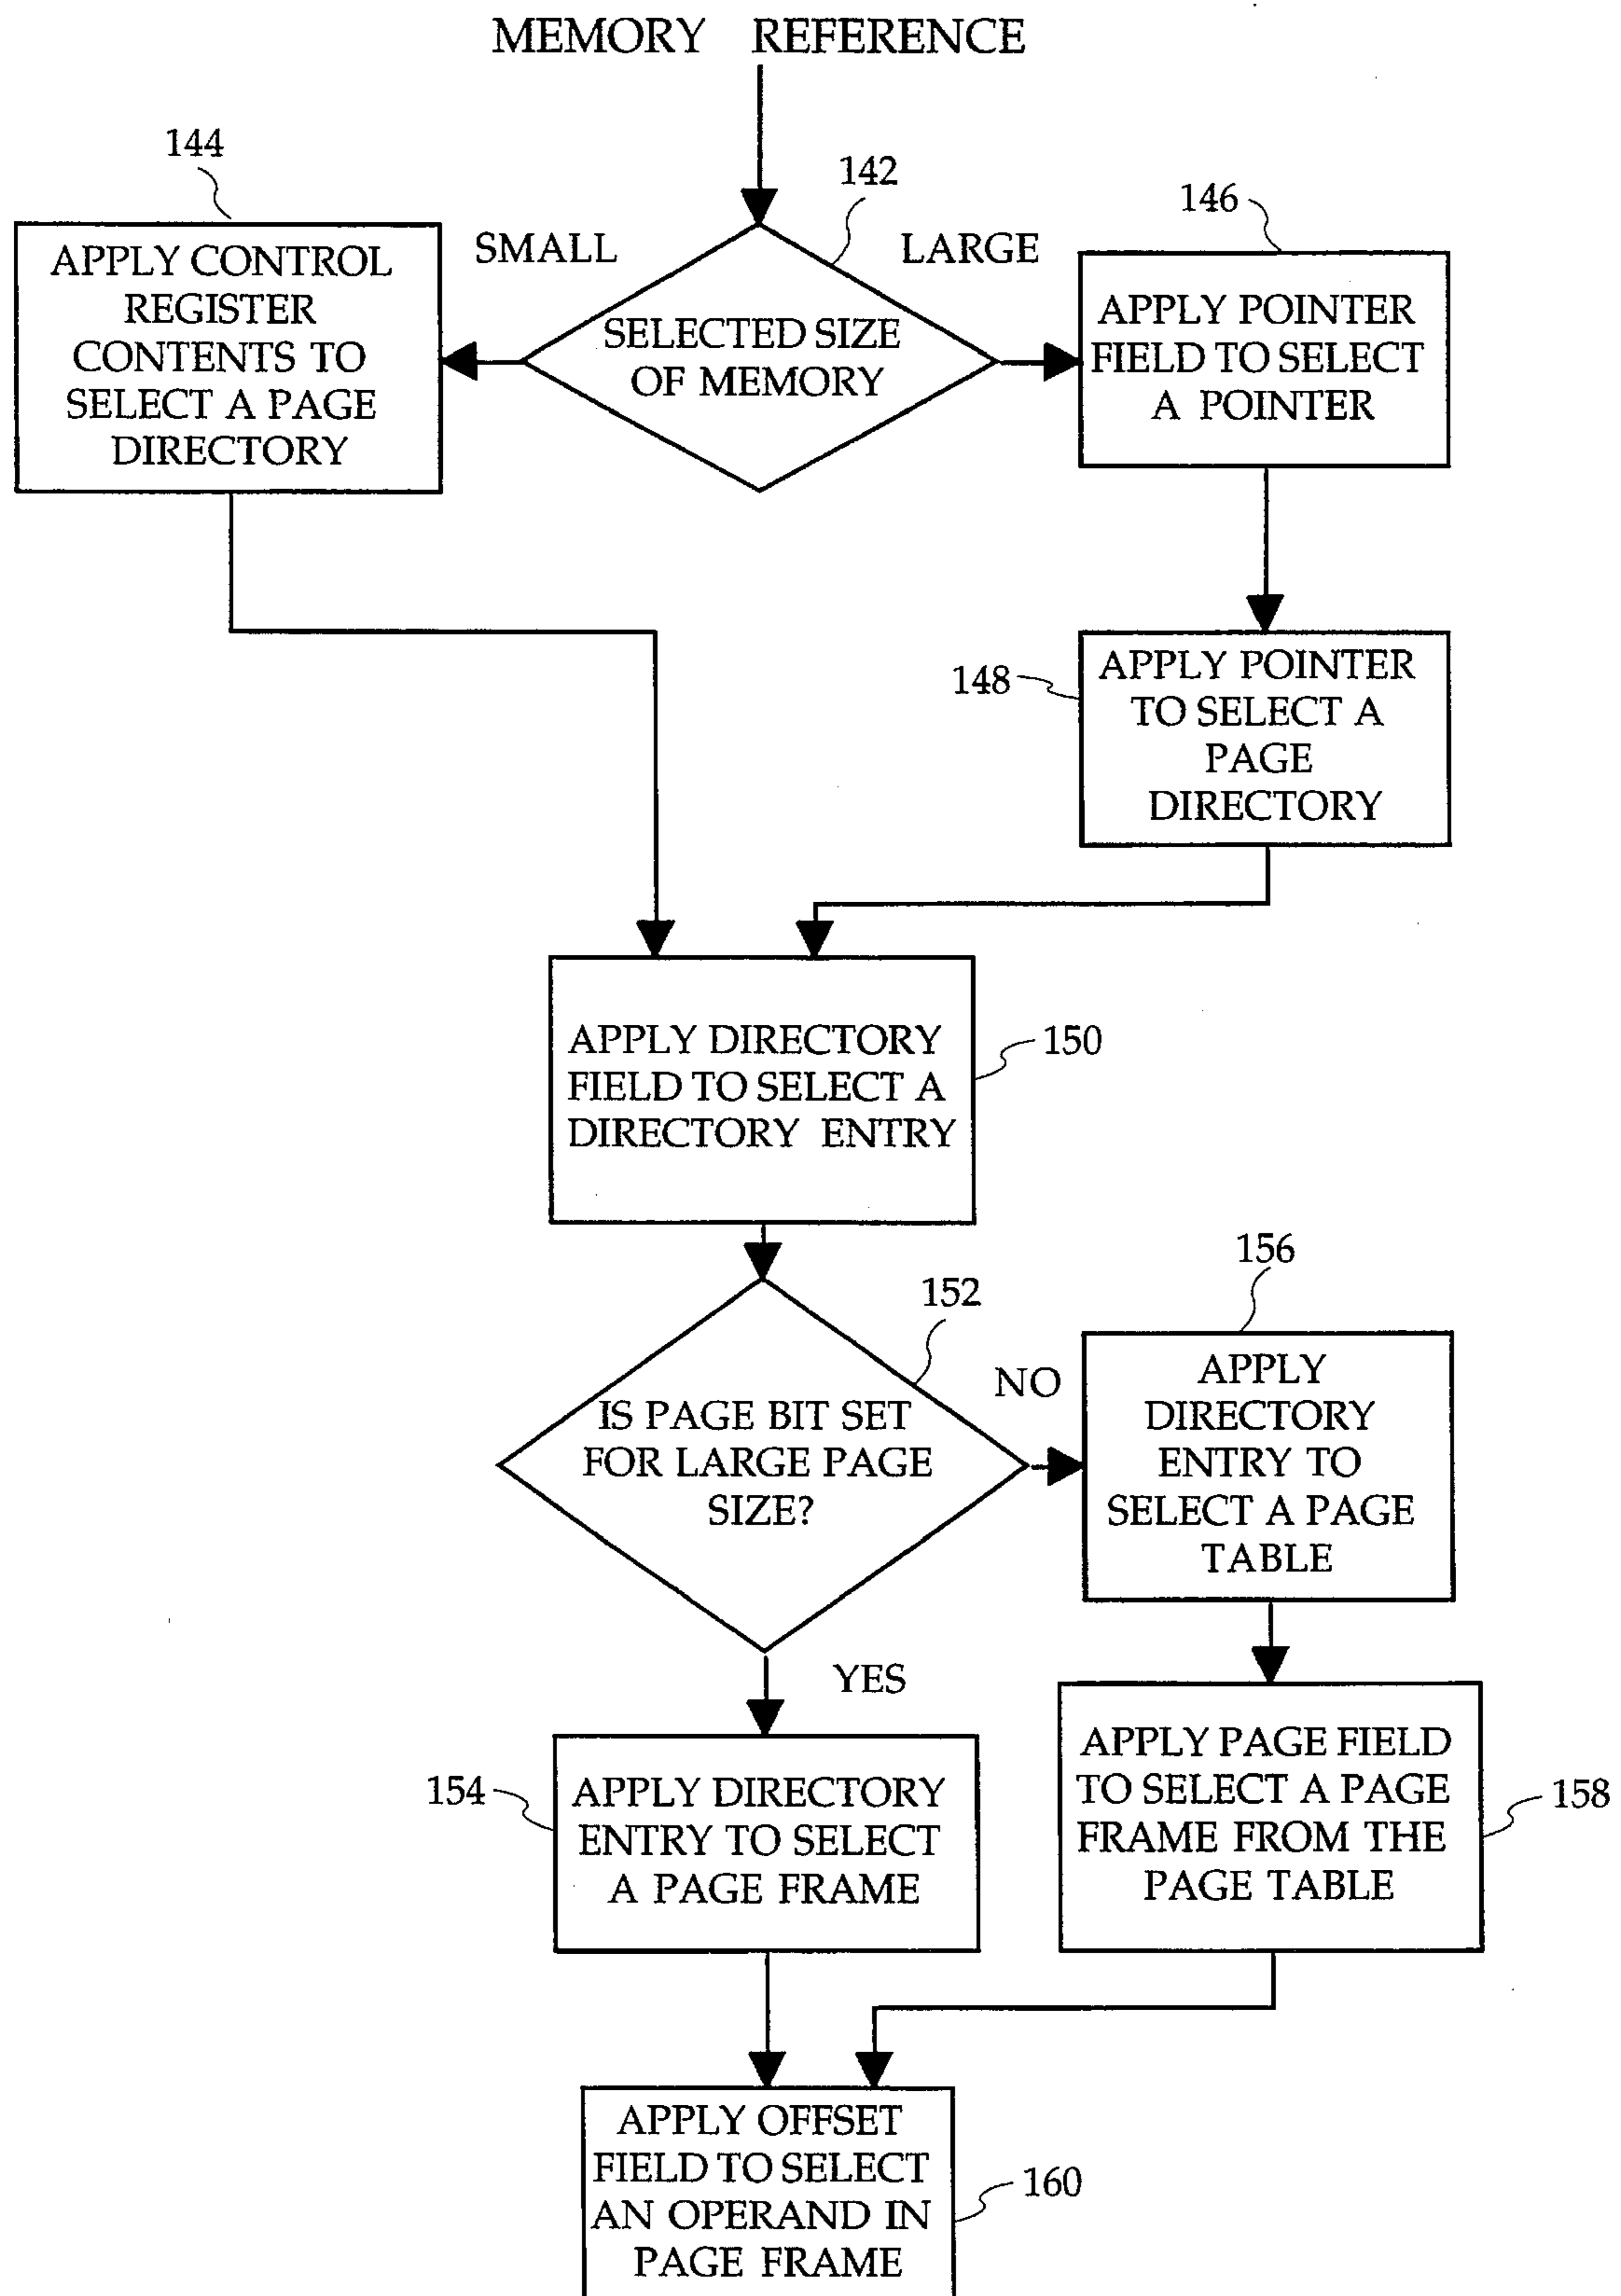 MEMORY REFERENCE
144
142
146
SMALL
LARGE
APPLY CONTROL
REGISTER
CONTENTS TO
SELECT A PAGE
DIRECTORY
SELECTED SIZE
OF MEMORY
APPLY POINTER
FIELD TO SELECT
A POINTER
148
APPLY POINTER
TO SELECT A
PAGE
DIRECTORY
APPLY DIRECTORY
FIELD TO SELECT A
DIRECTORY ENTRY
150
152
156
IS PAGE BIT SET
FOR LARGE PAGE
SIZE?
NO
APPLY
DIRECTORY
ENTRY TO
SELECT A PAGE
TABLE
YES
154
APPLY DIRECTORY
ENTRY TO SELECT
A PAGE FRAME
APPLY PAGE FIELD
TO SELECT A PAGE
FRAME FROM THE
PAGE TABLE
158
APPLY OFFSET
FIELD TO SELECT
AN OPERAND IN
PAGE FRAME
160